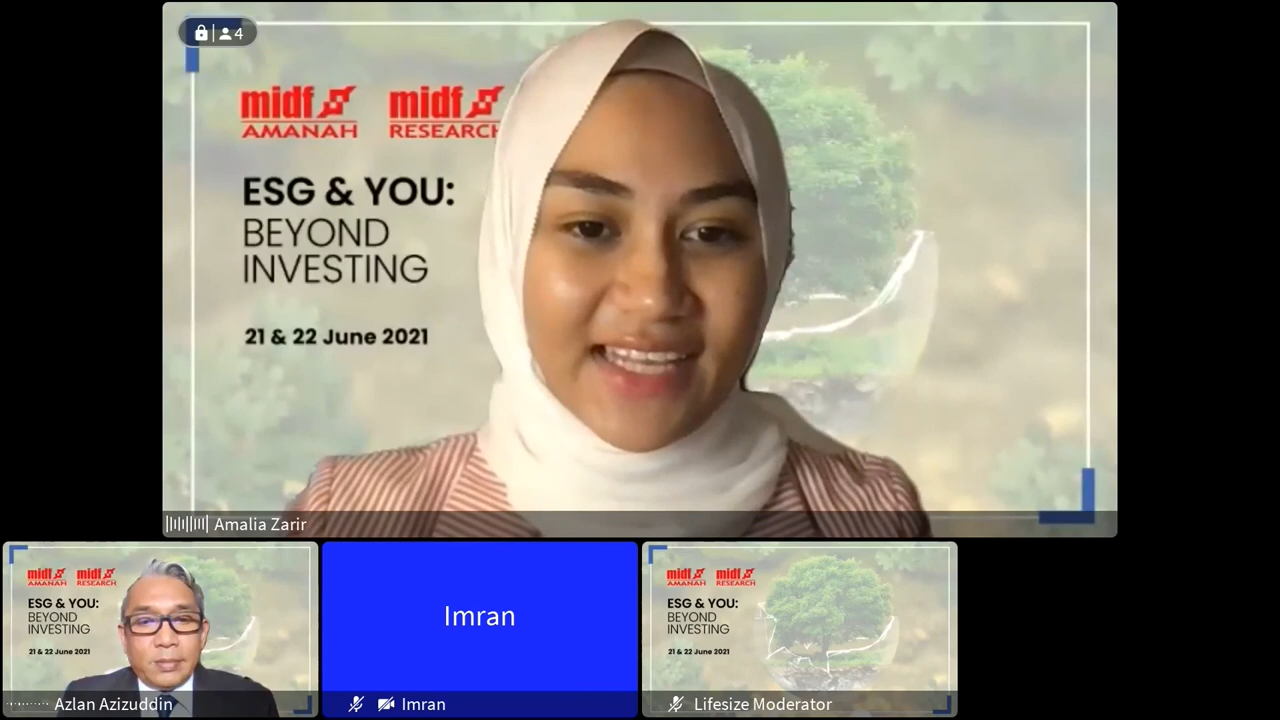 4
midf midf
AMANAH RESEARCH
ESG & YOU:
BEYOND
INVESTING
21 & 22 June 2021
Amalia Zarir
midf midf
AMANAH RESEARCH
ESG & YOU:
BEYOND
INVESTING
21 & 22 June 2021
Azlan Azizuddin
Imran
Imran
midf midf
AMANAH RESEARCH
ESG & YOU:
BEYOND
INVESTING
21 & 22 June 2021
Lifesize Moderator